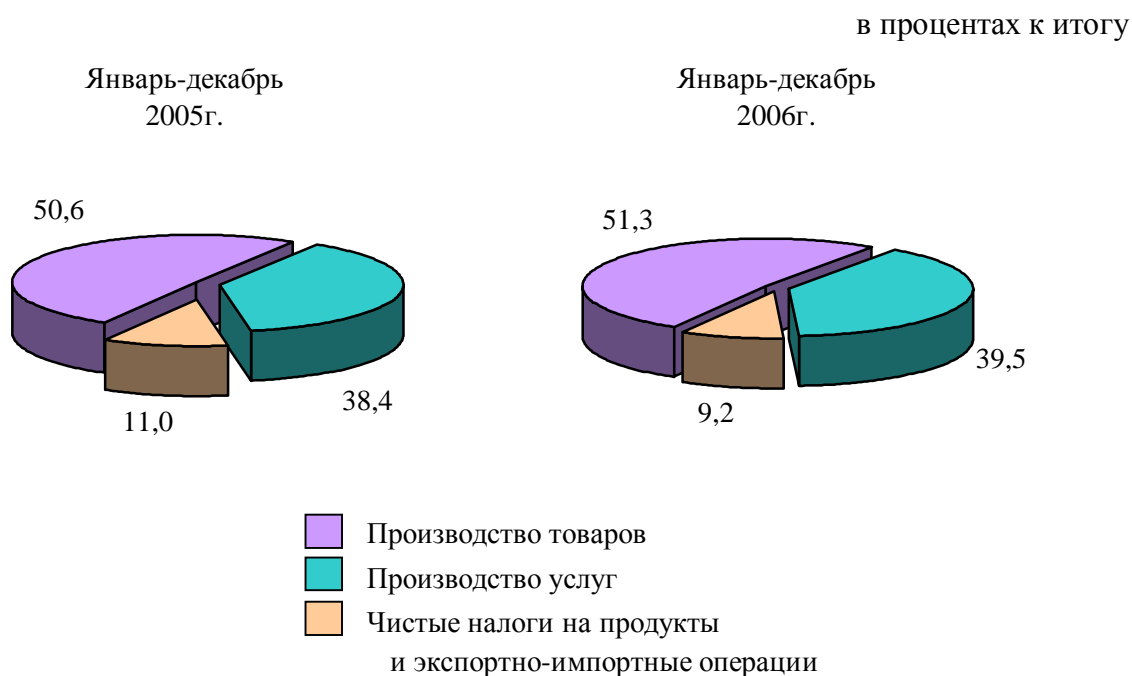 в процентах к итогу
Январь-декабрь
2005г.
Январь-декабрь
2006г.
50,6
38,4
11,0
51,3
39,5
9,2
Производство товаров
Производство услуг
Чистые налоги на продукты
и экспортно-импортные операции